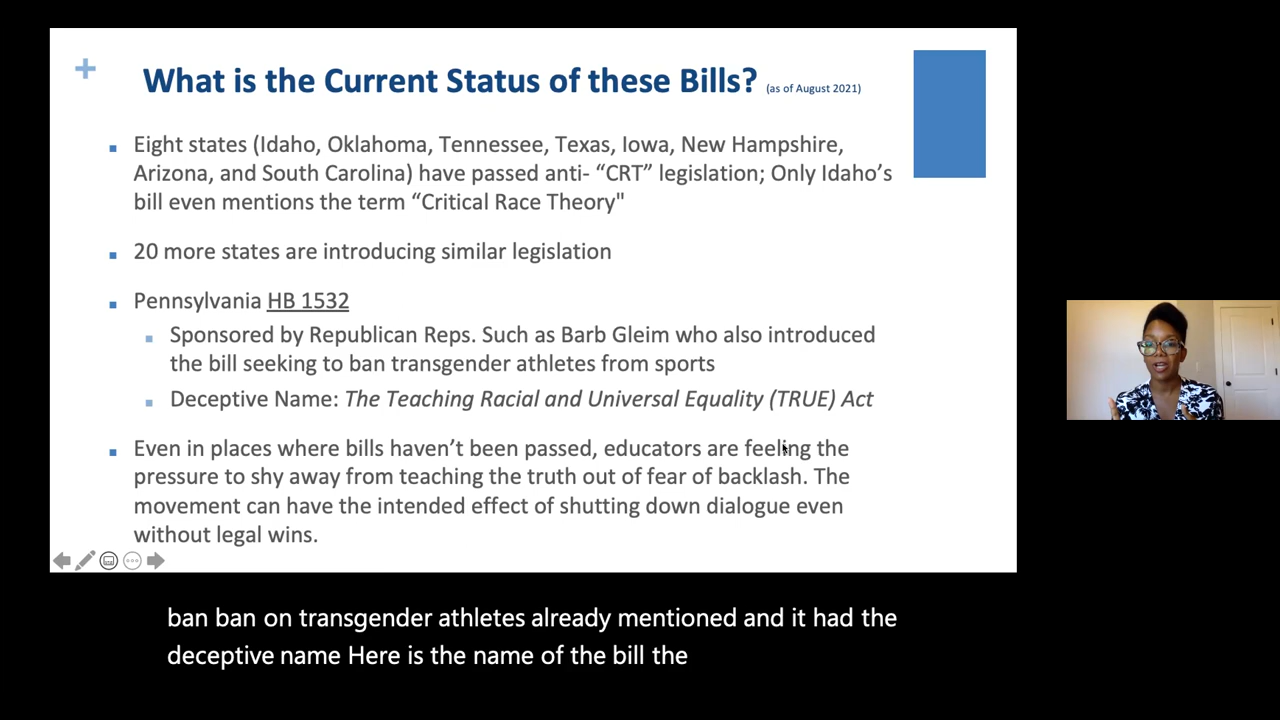 What is the Current Status of these Bills? (as of August 2021)
Eight states (Idaho, Oklahoma, Tennessee, Texas, Iowa, New Hampshire,
Arizona, and South Carolina) have passed anti- “CRT” legislation; Only Idaho’s
bill even mentions the term “Critical Race Theory"
20 more states are introducing similar legislation
Pennsylvania HB 1532
Sponsored by Republican Reps. Such as Barb Gleim who also introduced
the bill seeking to ban transgender athletes from sports
Deceptive Name: The Teaching Racial and Universal Equality (TRUE) Act
Even in places where bills haven’t been passed, educators are feeling the
pressure to shy away from teaching the truth out of fear of backlash. The
movement can have the intended effect of shutting down dialogue even
without legal wins.
ban ban on transgender athletes already mentioned and it had the
deceptive name Here is the name of the bill the